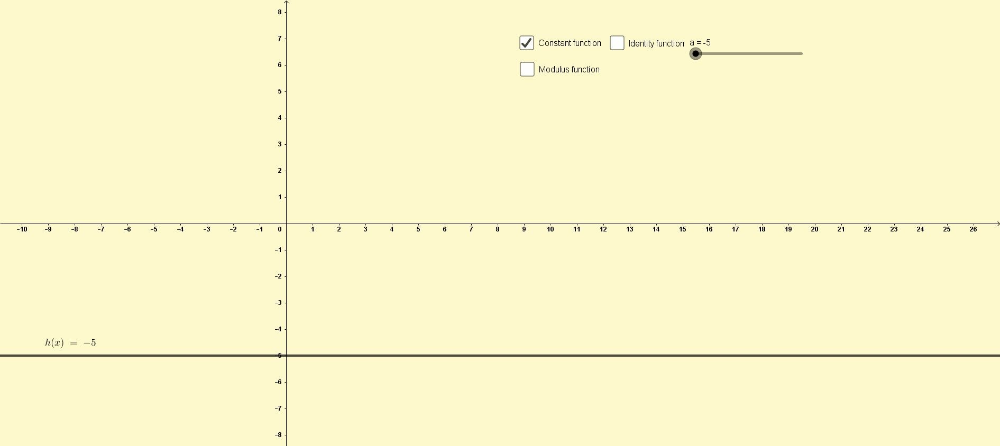 8
7
Constant function
Identity function
a = -5
6
Modulus function
5
4
3
2
1
−10 −9 −8 −7 −6 −5 −4 −3 −2 −1 0 1 2 3 4 5 6 7 8 9 10 11 12 13 14 15 16 17 18 19 20 21 22 23 24 25 26
−1
−2
−3
−4
h(x) = −5
−5
−6
−7
−8